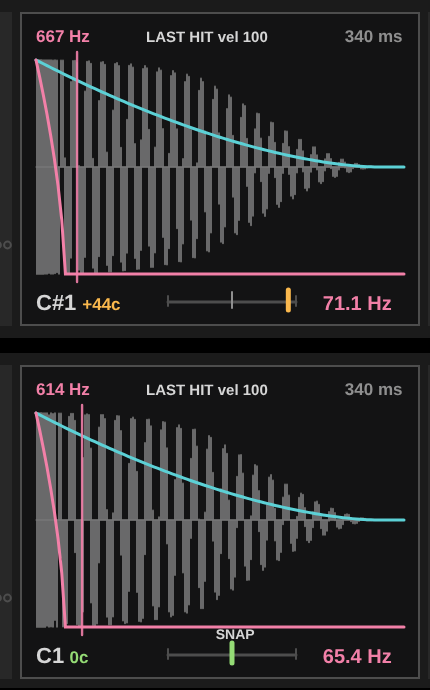 667 Hz LAST HIT vel 100 340 ms
C#1 +44c 71.1 Hz
614 Hz LAST HIT vel 100 340 ms
SNAP
C1 0c 65.4 Hz